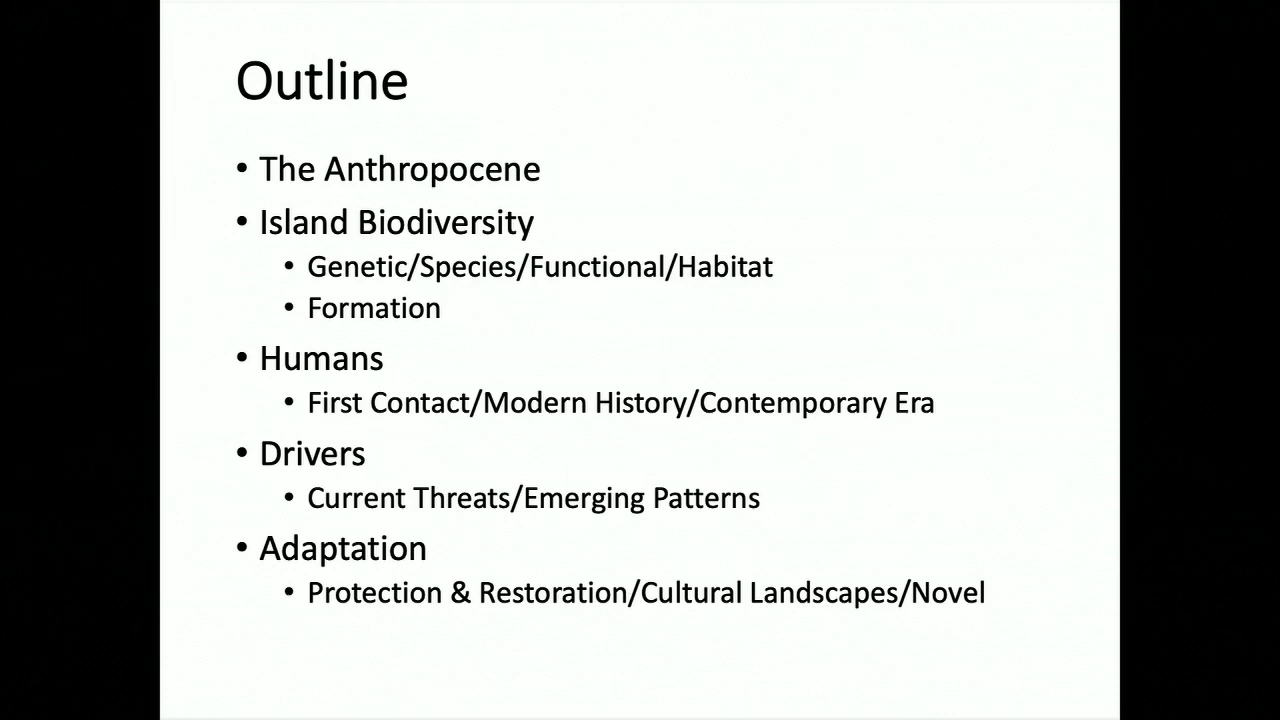 Outline
• The Anthropocene
• Island Biodiversity
• Genetic/Species/Functional/Habitat
• Formation
• Humans
• First Contact/Modern History/Contemporary Era
• Drivers
• Current Threats/Emerging Patterns
• Adaptation
• Protection & Restoration/Cultural Landscapes/Novel